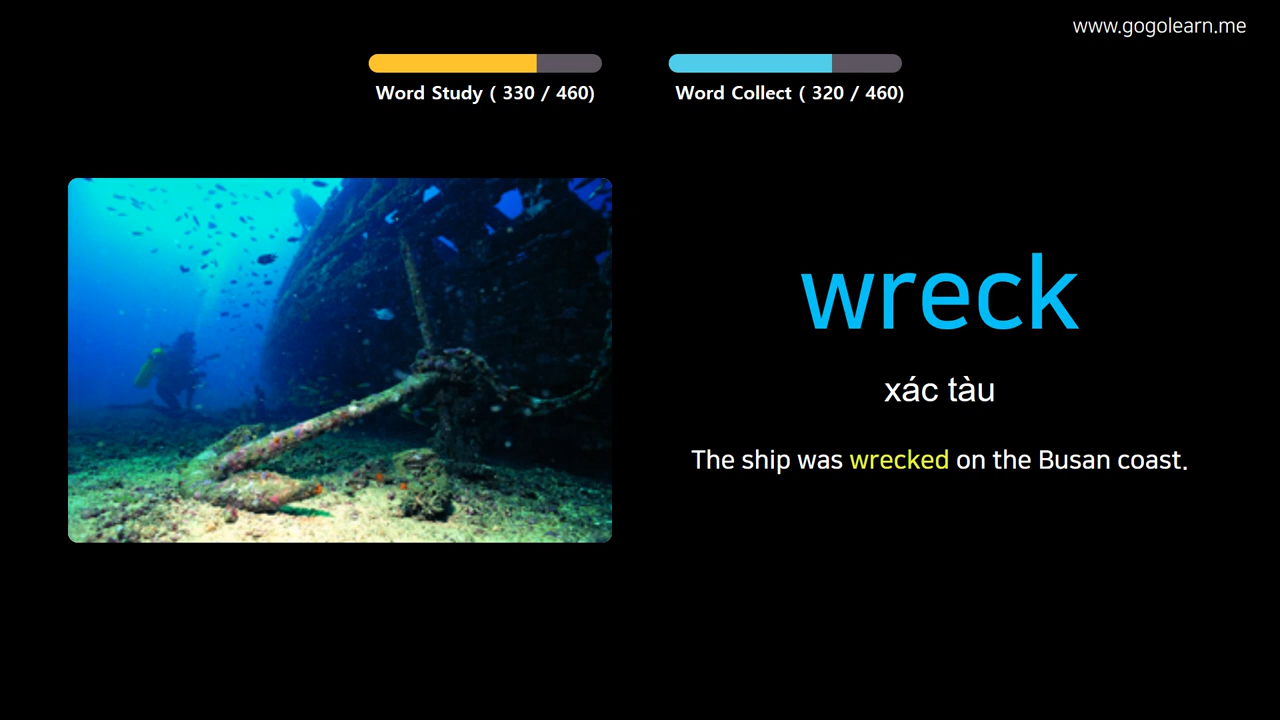 www.gogolearn.me
Word Study ( 330 / 460)
Word Collect ( 320 / 460)
wreck
xác tàu
The ship was wrecked on the Busan coast.